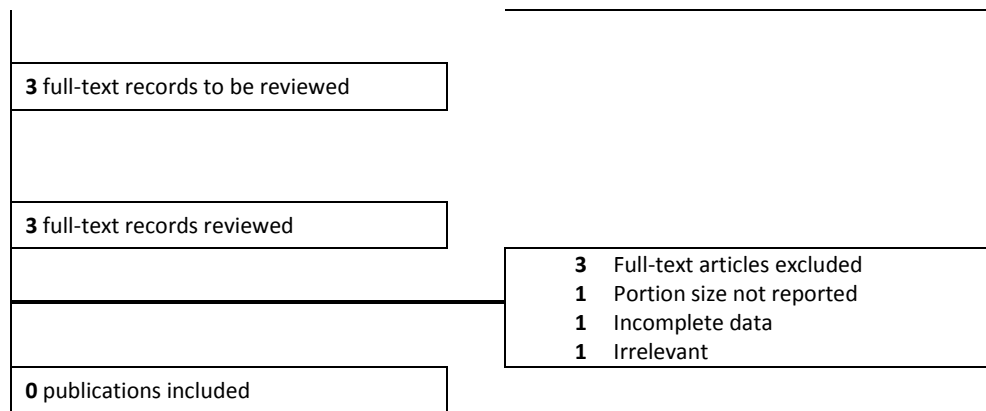 3 full-text records to be reviewed
3 full-text records reviewed
3 Full-text articles excluded
1 Portion size not reported
1 Incomplete data
1 Irrelevant
0 publications included